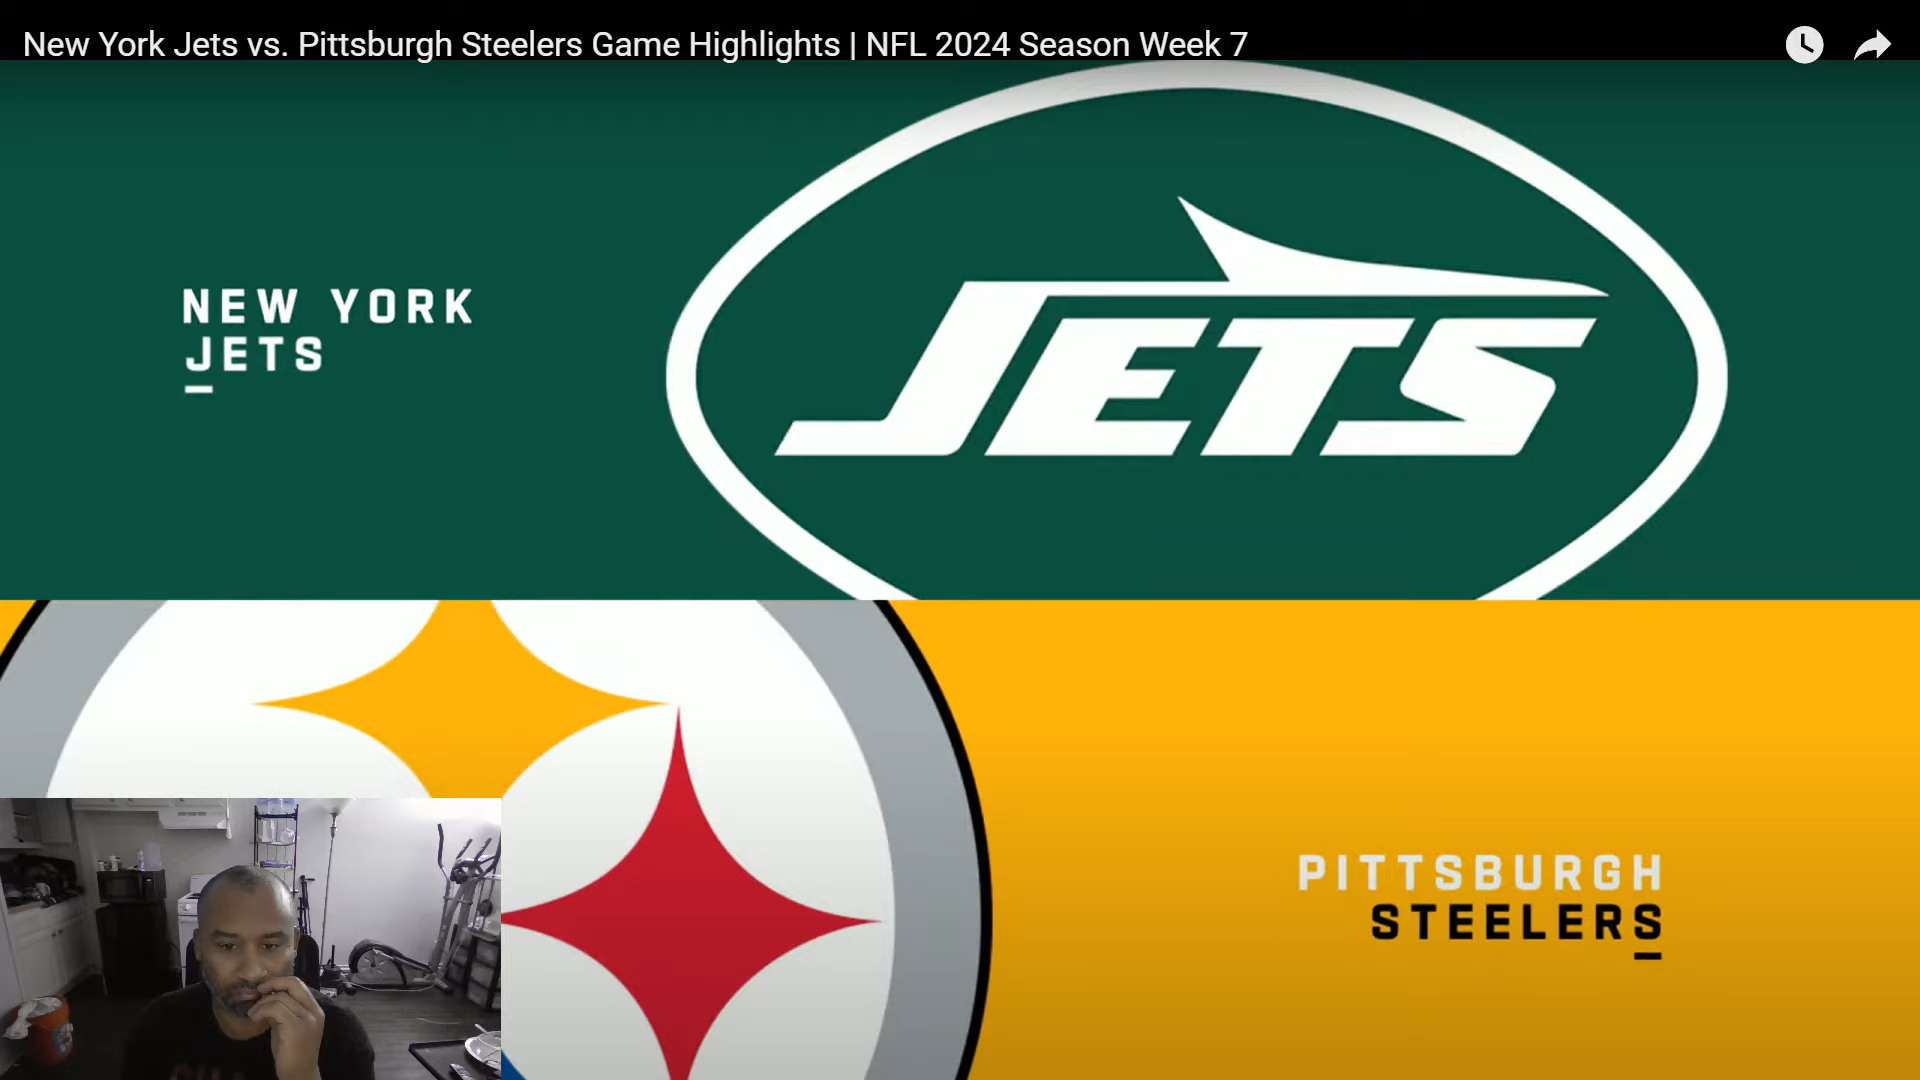 New York Jets vs. Pittsburgh Steelers Game Highlights | NFL 2024 Season Week 7
NEW YORK
JETS
JETS
PITTSBURGH
STEELERS